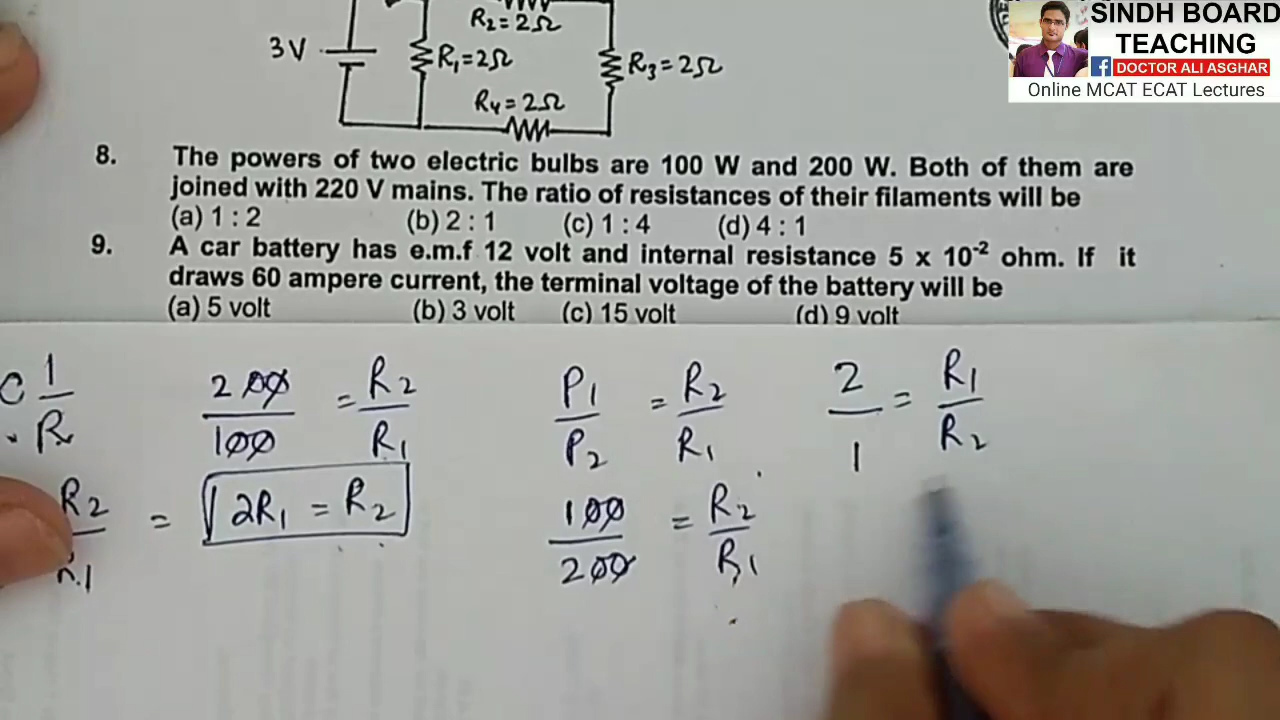 SINDH BOARD
TEACHING
DOCTOR ALI ASGHAR
Online MCAT ECAT Lectures
R₂=2Ω
3V
R₁=2Ω
R₃=2Ω
R₄=2Ω
8. The powers of two electric bulbs are 100 W and 200 W. Both of them are
joined with 220 V mains. The ratio of resistances of their filaments will be
(a) 1 : 2 (b) 2 : 1 (c) 1 : 4 (d) 4 : 1
9. A car battery has e.m.f 12 volt and internal resistance 5 x 10⁻² ohm. If it
draws 60 ampere current, the terminal voltage of the battery will be
(a) 5 volt (b) 3 volt (c) 15 volt (d) 9 volt
1/R
200/100 = R₂/R₁
P₁/P₂ = R₂/R₁
2/1 = R₁/R₂
R₂/R₁ = 2R₁ = R₂
100/200 = R₂/R₁